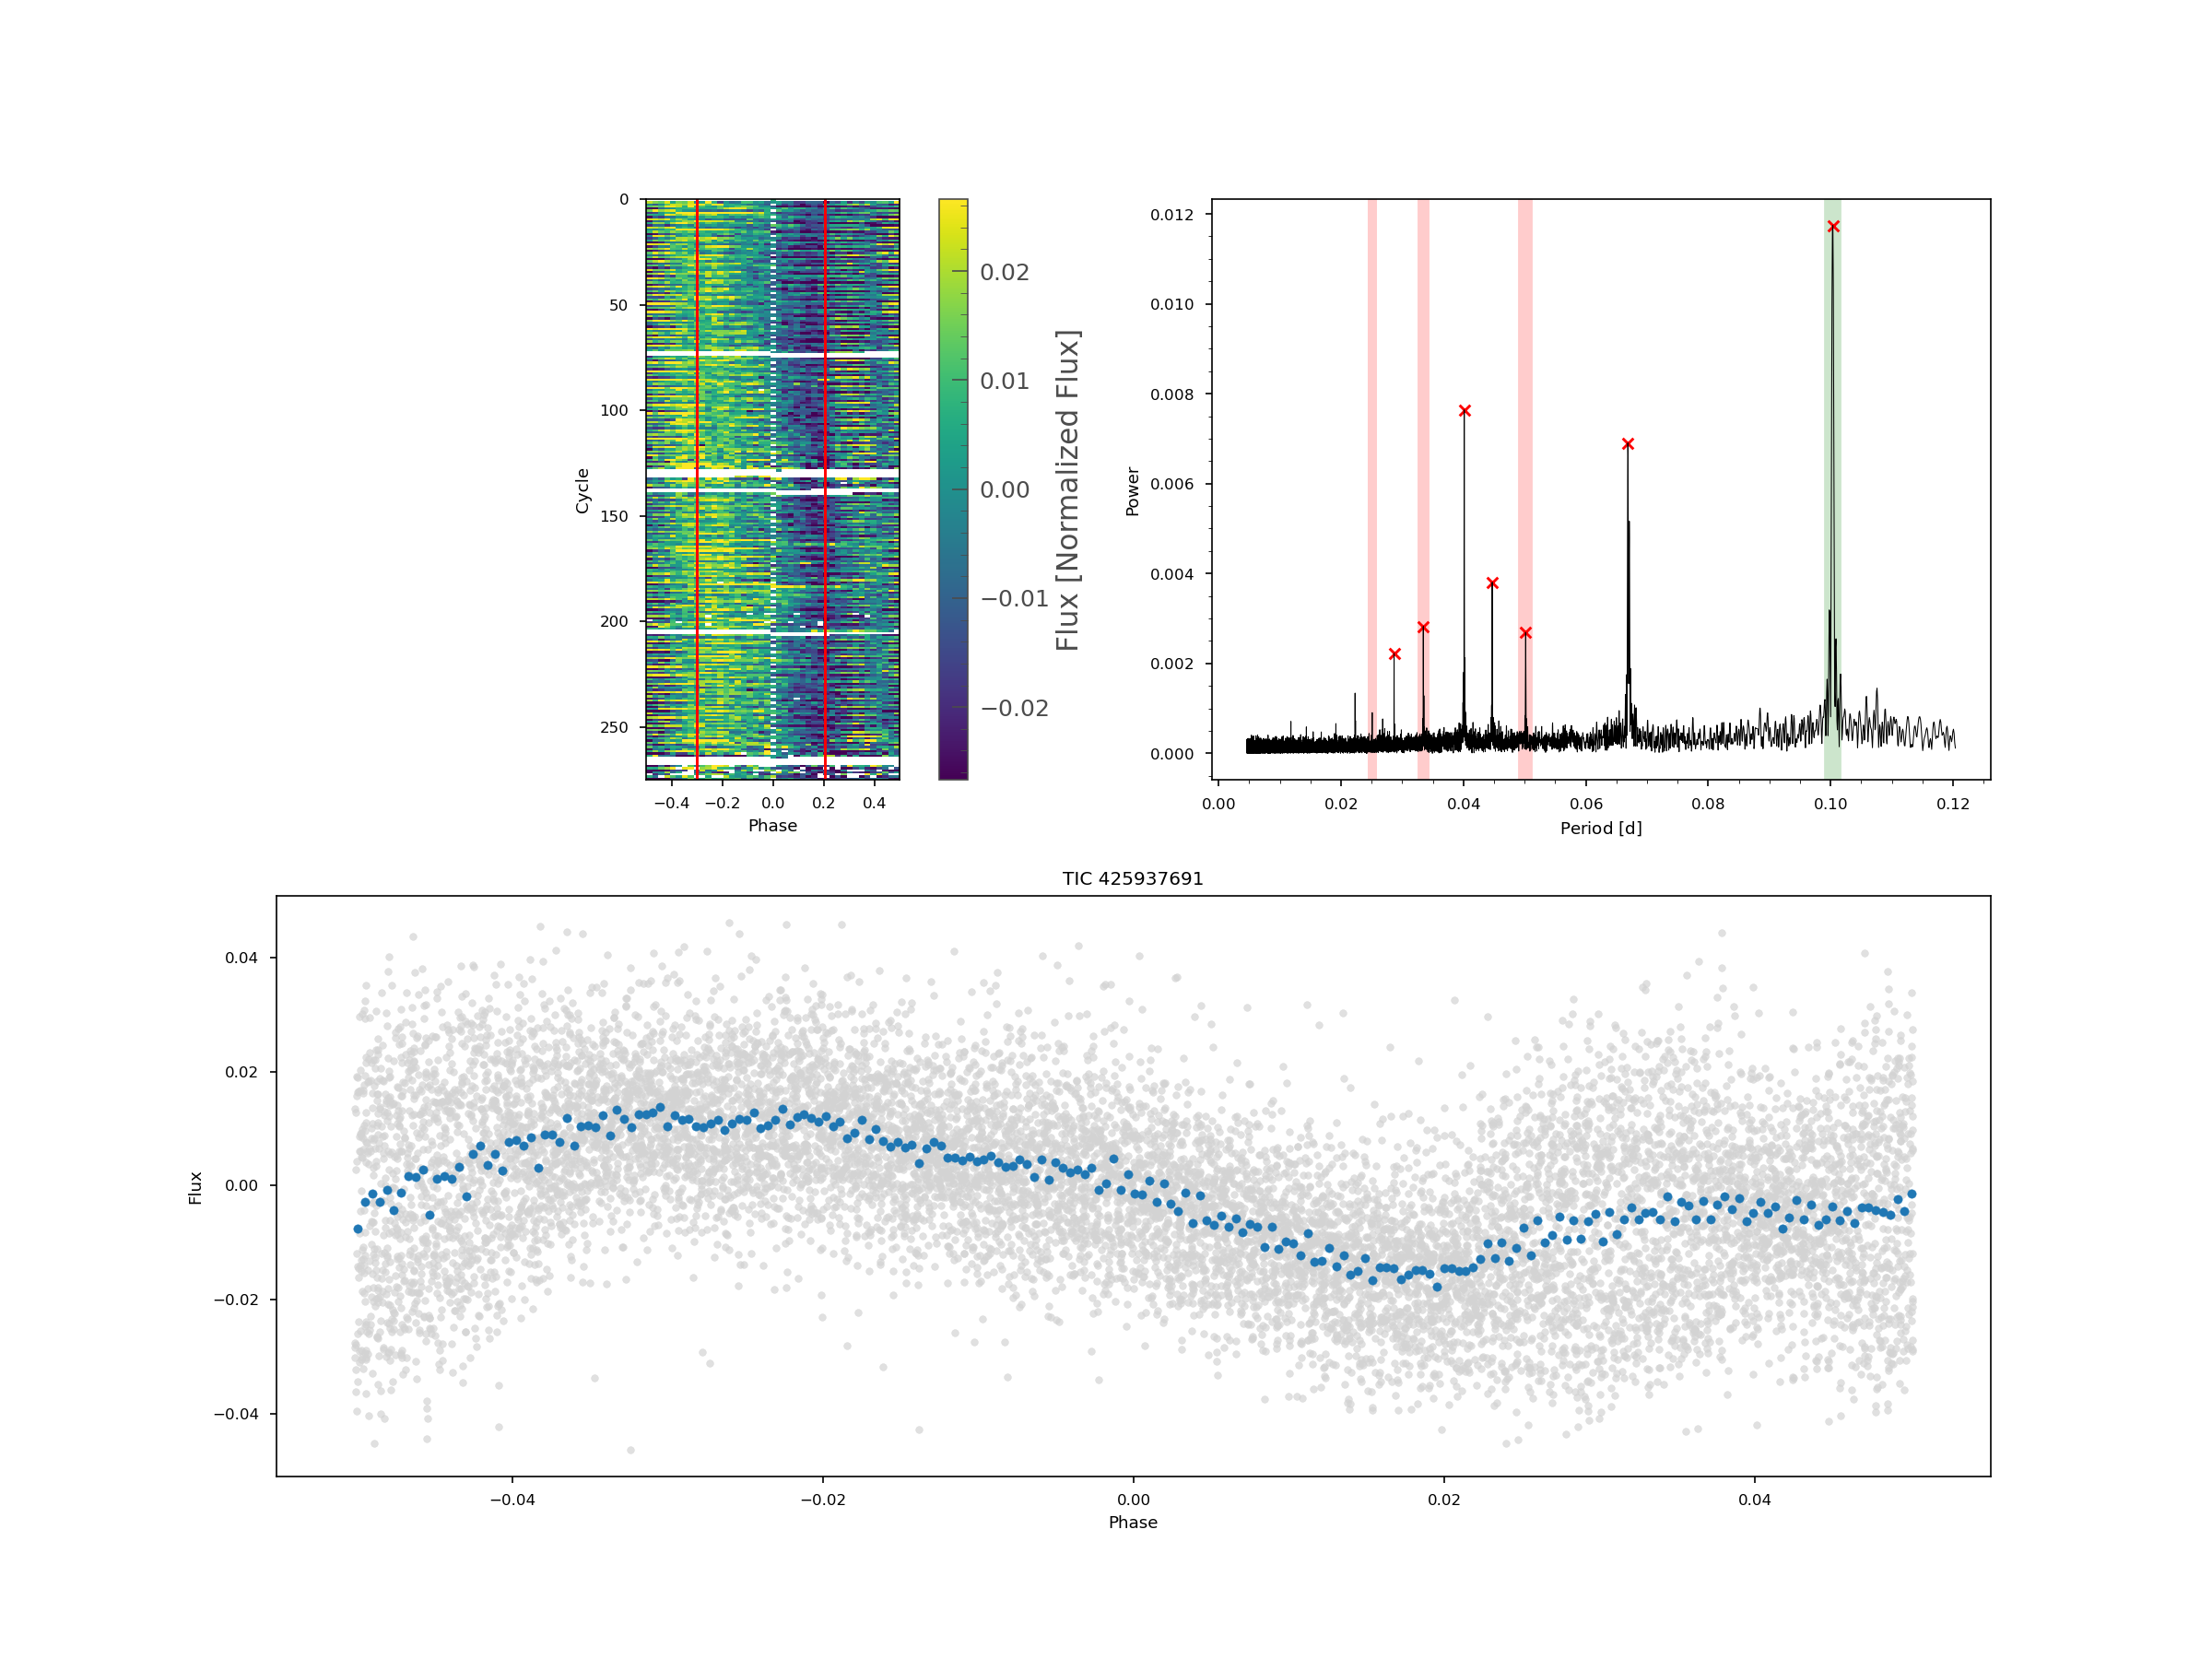 0
50
100
150
200
250
Cycle
−0.4 −0.2 0.0 0.2 0.4
Phase
0.02
0.01
0.00
−0.01
−0.02
Flux [Normalized Flux]
0.012
0.010
0.008
0.006
0.004
0.002
0.000
Power
0.00 0.02 0.04 0.06 0.08 0.10 0.12
Period [d]
TIC 425937691
0.04
0.02
0.00
−0.02
−0.04
Flux
−0.04 −0.02 0.00 0.02 0.04
Phase